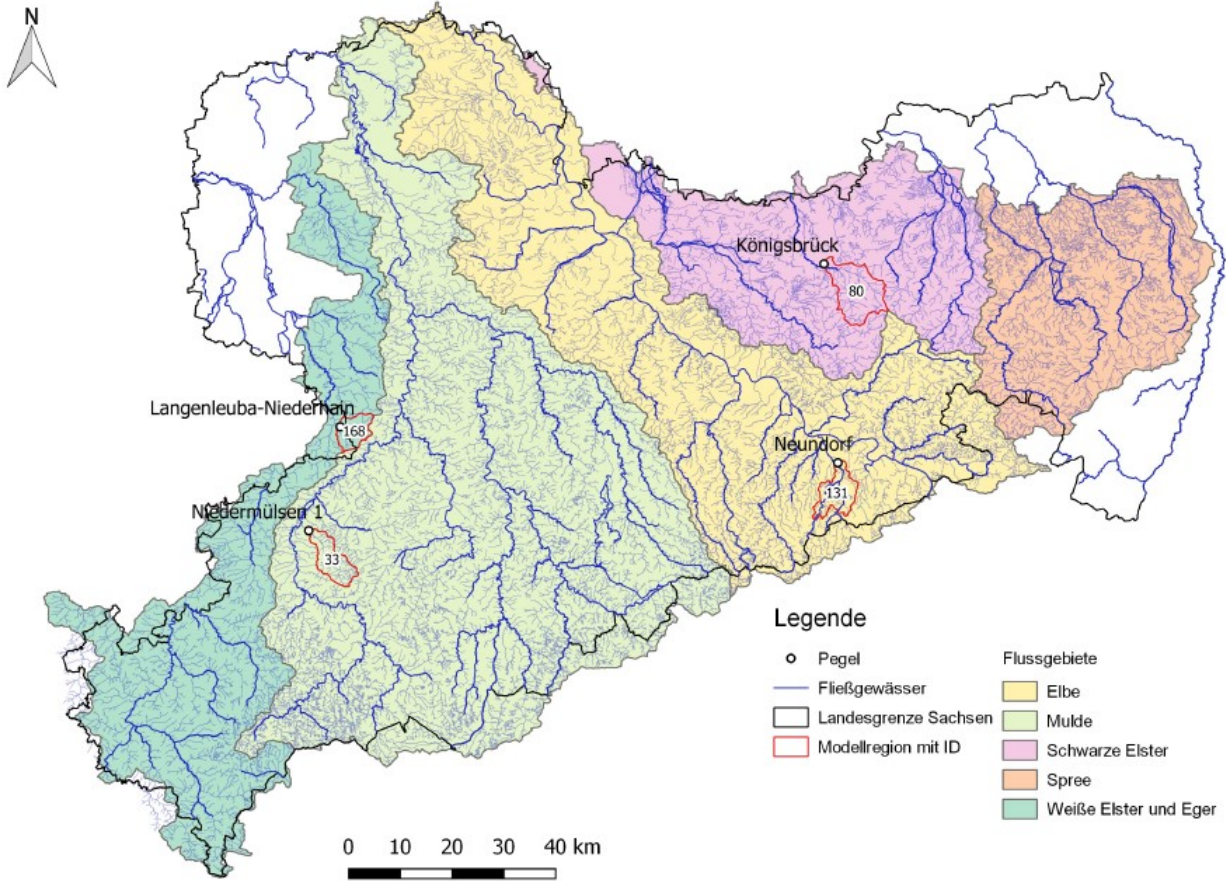 N
Königsbrück
80
Langenleuba-Niederhain
168
Neundorf
131
Niedermülsen 1
33
Legende
Pegel
Fließgewässer
Landesgrenze Sachsen
Modellregion mit ID
Flussgebiete
Elbe
Mulde
Schwarze Elster
Spree
Weiße Elster und Eger
0 10 20 30 40 km